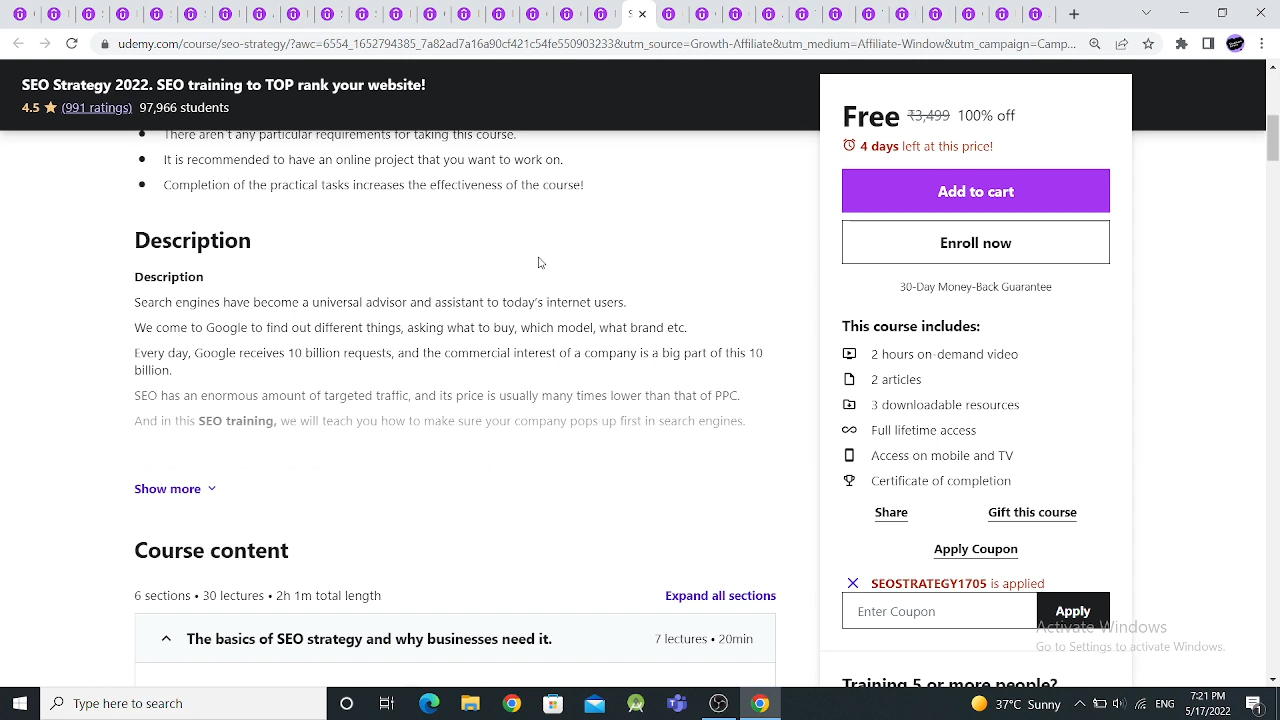 udemy.com/course/seo-strategy/?awc=6554_1652794385_7a82ad7a16a90cf421dcffe5509032338&utm_source=Growth-Affiliate&utm_medium=Affiliate-Window&utm_campaign=Camp...
SEO Strategy 2022. SEO training to TOP rank your website!
4.5 ★ (991 ratings) 97,966 students
There aren't any particular requirements for taking this course.
It is recommended to have an online project that you want to work on.
Completion of the practical tasks increases the effectiveness of the course!
Description
Description
Search engines have become a universal advisor and assistant to today's internet users.
We come to Google to find out different things, asking what to buy, which model, what brand etc.
Every day, Google receives 10 billion requests, and the commercial interest of a company is a big part of this 10
billion.
SEO has an enormous amount of targeted traffic, and its price is usually many times lower than that of PPC.
And in this SEO training, we will teach you how to make sure your company pops up first in search engines.
Show more
Course content
6 sections • 30 lectures • 2h 1m total length
Expand all sections
The basics of SEO strategy and why businesses need it.
7 lectures • 20min
Free ₹3,499 100% off
4 days left at this price!
Add to cart
Enroll now
30-Day Money-Back Guarantee
This course includes:
2 hours on-demand video
2 articles
3 downloadable resources
Full lifetime access
Access on mobile and TV
Certificate of completion
Share
Gift this course
Apply Coupon
SEOSTRATEGY1705 is applied
Enter Coupon
Apply
Activate Windows
Go to Settings to activate Windows.
Training 5 or more people?
Type here to search
37°C Sunny
ENG
7:21 PM
5/17/2022